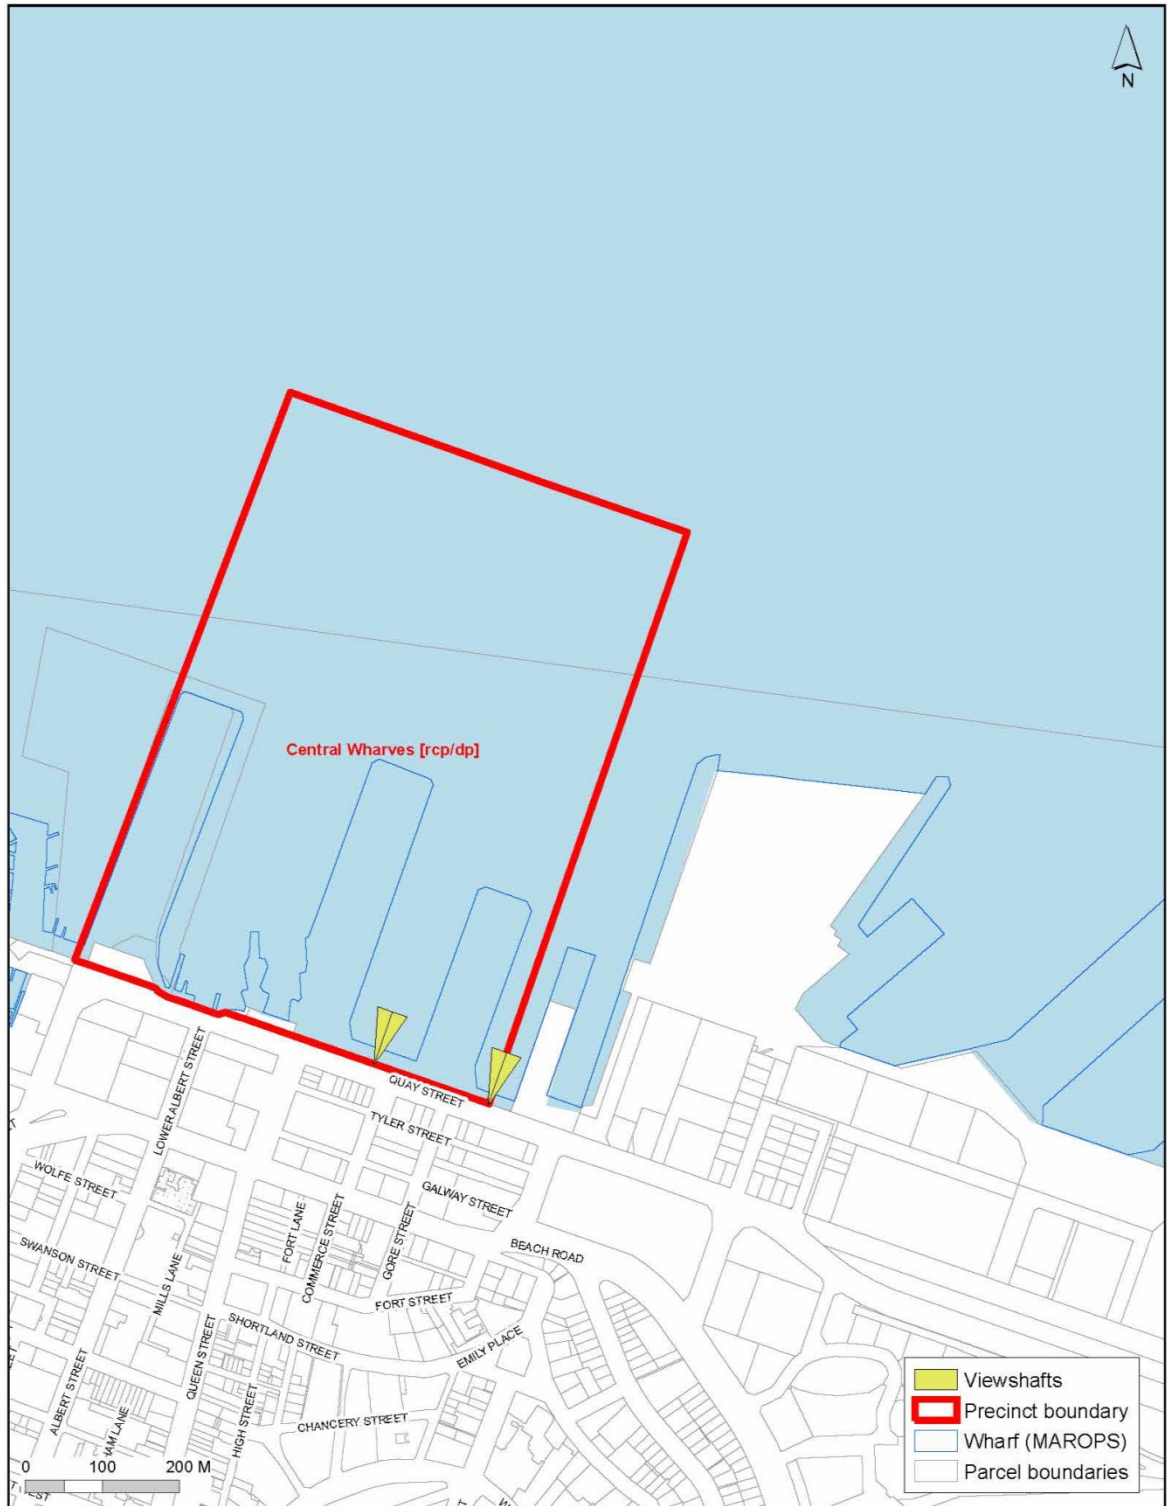 N
Central Wharves [rcp/dp]
QUAY STREET
TYLER STREET
LOWER ALBERT STREET
WOLFE STREET
GALWAY STREET
FORT LANE
COMMERCE STREET
GORE STREET
BEACH ROAD
SWANSON STREET
MILLS LANE
FORT STREET
SHORTLAND STREET
EMILY PLACE
QUEEN STREET
ALBERT STREET
HIGH STREET
CHANCERY STREET
HAM LANE
Viewshafts
Precinct boundary
Wharf (MAROPS)
Parcel boundaries
0 100 200 M